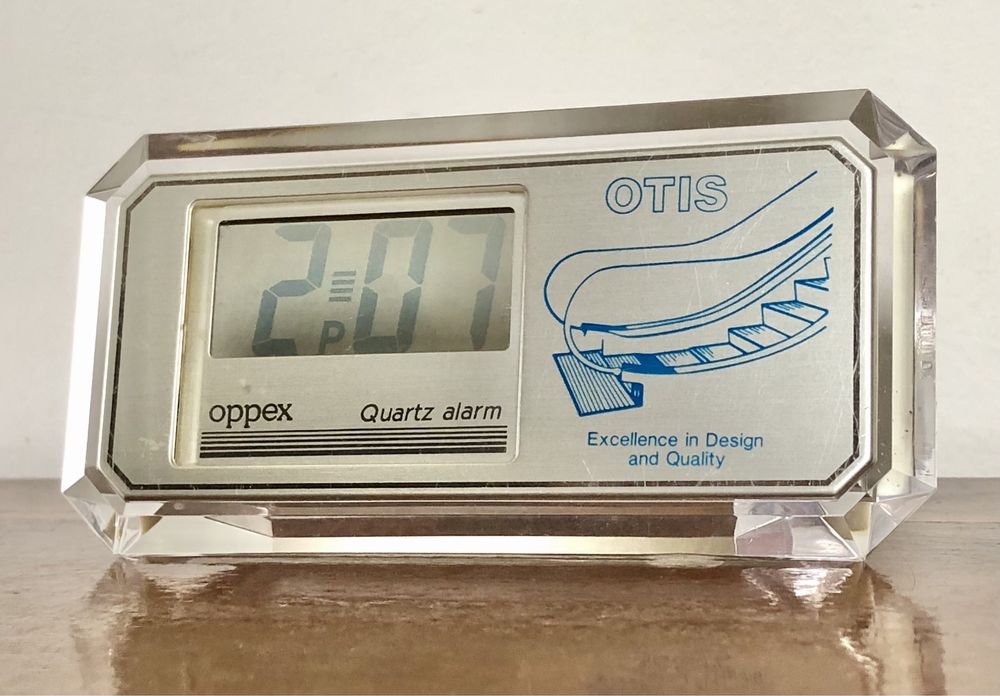 2:07
P
oppex
Quartz alarm
OTIS
Excellence in Design
and Quality